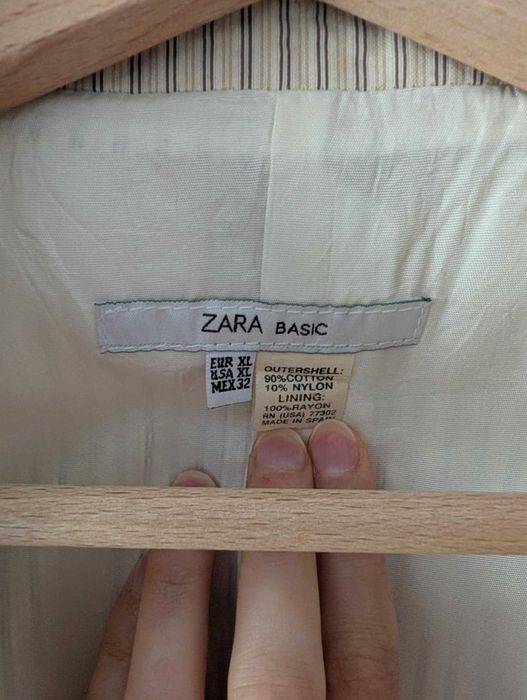 ZARA BASIC
EUR XL
USA XL
MEX 32
OUTERSHELL:
90%COTTON
10% NYLON
LINING:
100%RAYON
RN (USA) 77302
MADE IN SPAIN